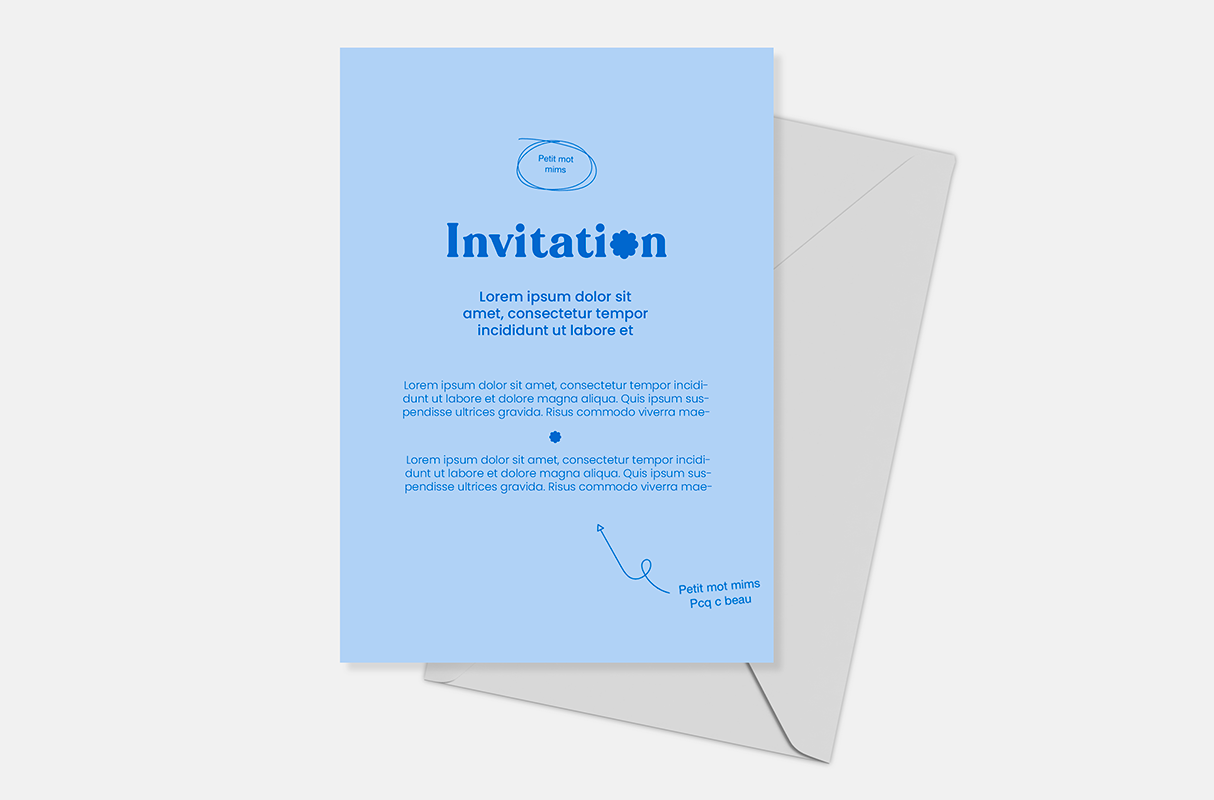 Petit mot
mims
Invitation
Lorem ipsum dolor sit
amet, consectetur tempor
incididunt ut labore et
Lorem ipsum dolor sit amet, consectetur tempor incidi-
dunt ut labore et dolore magna aliqua. Quis ipsum sus-
pendisse ultrices gravida. Risus commodo viverra mae-
Lorem ipsum dolor sit amet, consectetur tempor incidi-
dunt ut labore et dolore magna aliqua. Quis ipsum sus-
pendisse ultrices gravida. Risus commodo viverra mae-
Petit mot mims
Pcq c beau